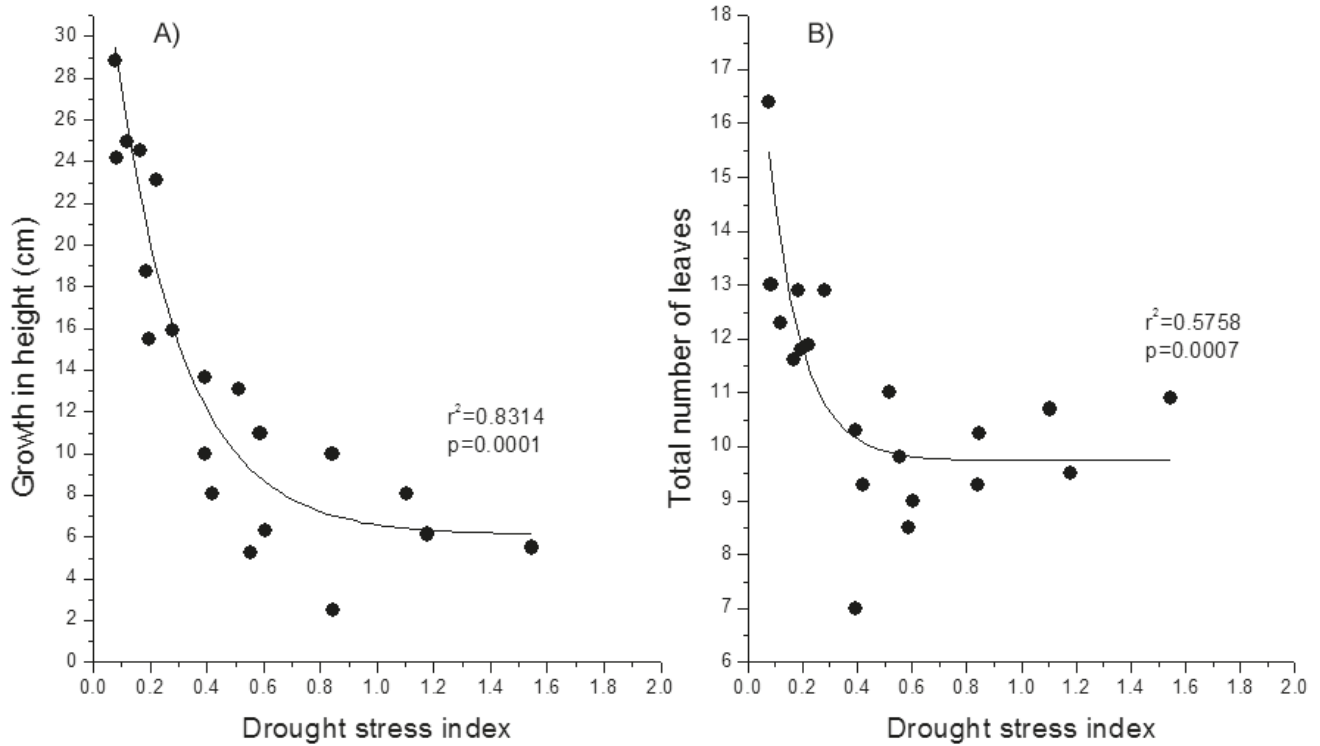 A)
Growth in height (cm)
30
28
26
24
22
20
18
16
14
12
10
8
6
4
2
0
r²=0.8314
p=0.0001
0.0 0.2 0.4 0.6 0.8 1.0 1.2 1.4 1.6 1.8 2.0
Drought stress index
B)
Total number of leaves
18
17
16
15
14
13
12
11
10
9
8
7
6
r²=0.5758
p=0.0007
0.0 0.2 0.4 0.6 0.8 1.0 1.2 1.4 1.6 1.8 2.0
Drought stress index